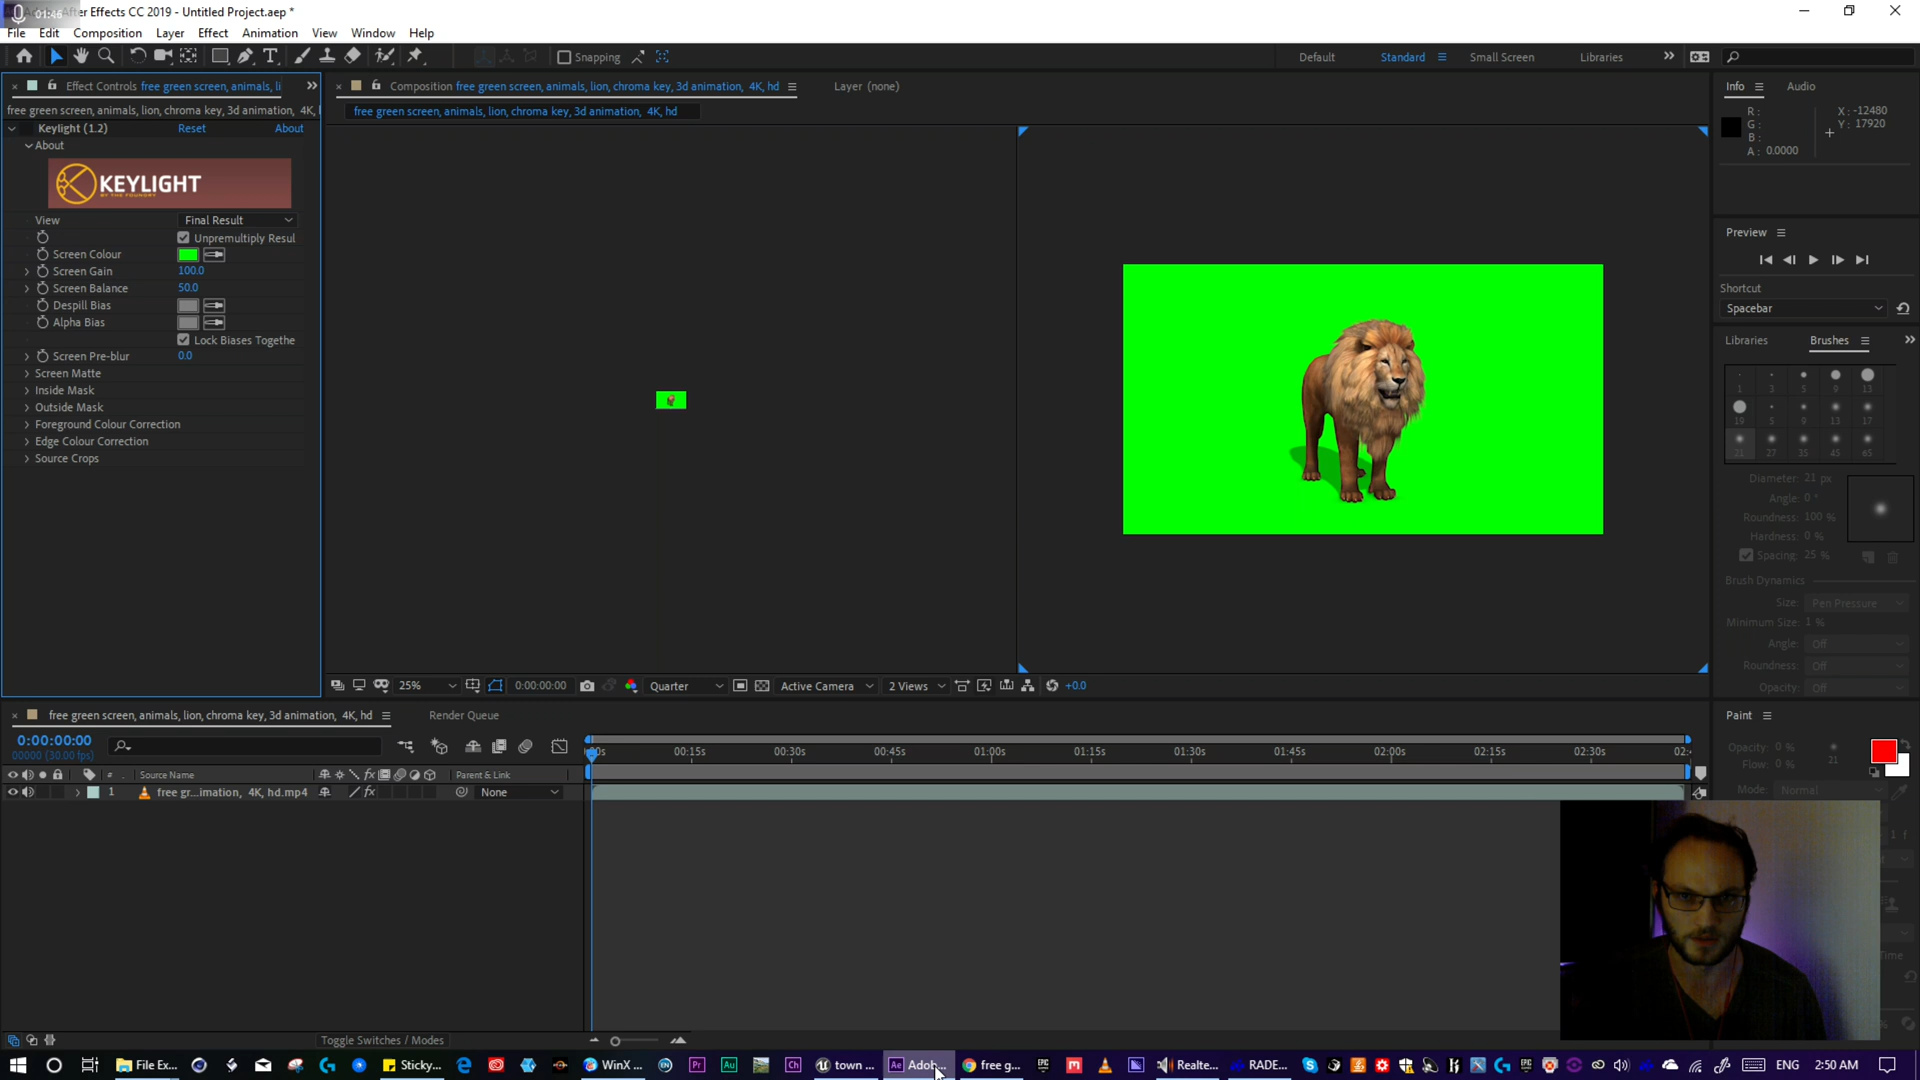 01:46
After Effects CC 2019 - Untitled Project.aep *
File Edit Composition Layer Effect Animation View Window Help
Snapping
Default Standard Small Screen Libraries
Effect Controls free green screen, animals, li
Composition free green screen, animals, lion, chroma key, 3d animation, 4K, hd
Layer (none)
free green screen, animals, lion, chroma key, 3d animation, 4K,
free green screen, animals, lion, chroma key, 3d animation, 4K, hd
Keylight (1.2) Reset About
About
KEYLIGHT
BY THE FOUNDRY
View Final Result
Unpremultiply Resul
Screen Colour
Screen Gain 100.0
Screen Balance 50.0
Despill Bias
Alpha Bias
Lock Biases Togethe
Screen Pre-blur 0.0
Screen Matte
Inside Mask
Outside Mask
Foreground Colour Correction
Edge Colour Correction
Source Crops
25% 0:00:00:00 Quarter Active Camera 2 Views +0.0
Info Audio
R :
G :
B :
A : 0.0000
X : -12480
Y : 17920
Preview
Shortcut
Spacebar
Libraries Brushes
1 3 5 9 13
19 5 9 13 17
21 27 35 45 65
Diameter: 21 px
Angle: 0 °
Roundness: 100 %
Hardness: 0 %
Spacing: 25 %
Brush Dynamics
Size: Pen Pressure
Minimum Size: 1 %
Angle: Off
Roundness: Off
Opacity: Off
Paint
Opacity: 0 %
Flow: 0 %
21
Mode: Normal
Time
free green screen, animals, lion, chroma key, 3d animation, 4K, hd
Render Queue
0:00:00:00
00000 (30.00 fps)
00s 00:15s 00:30s 00:45s 01:00s 01:15s 01:30s 01:45s 02:00s 02:15s 02:30s 02:4
# Source Name fx Parent & Link
1 free gr...imation, 4K, hd.mp4 fx None
Toggle Switches / Modes
File Ex... Sticky... WinX ... Pr Au Ch town ... Ae Adob... free g... EPIC Realte... RADE... ENG 2:50 AM